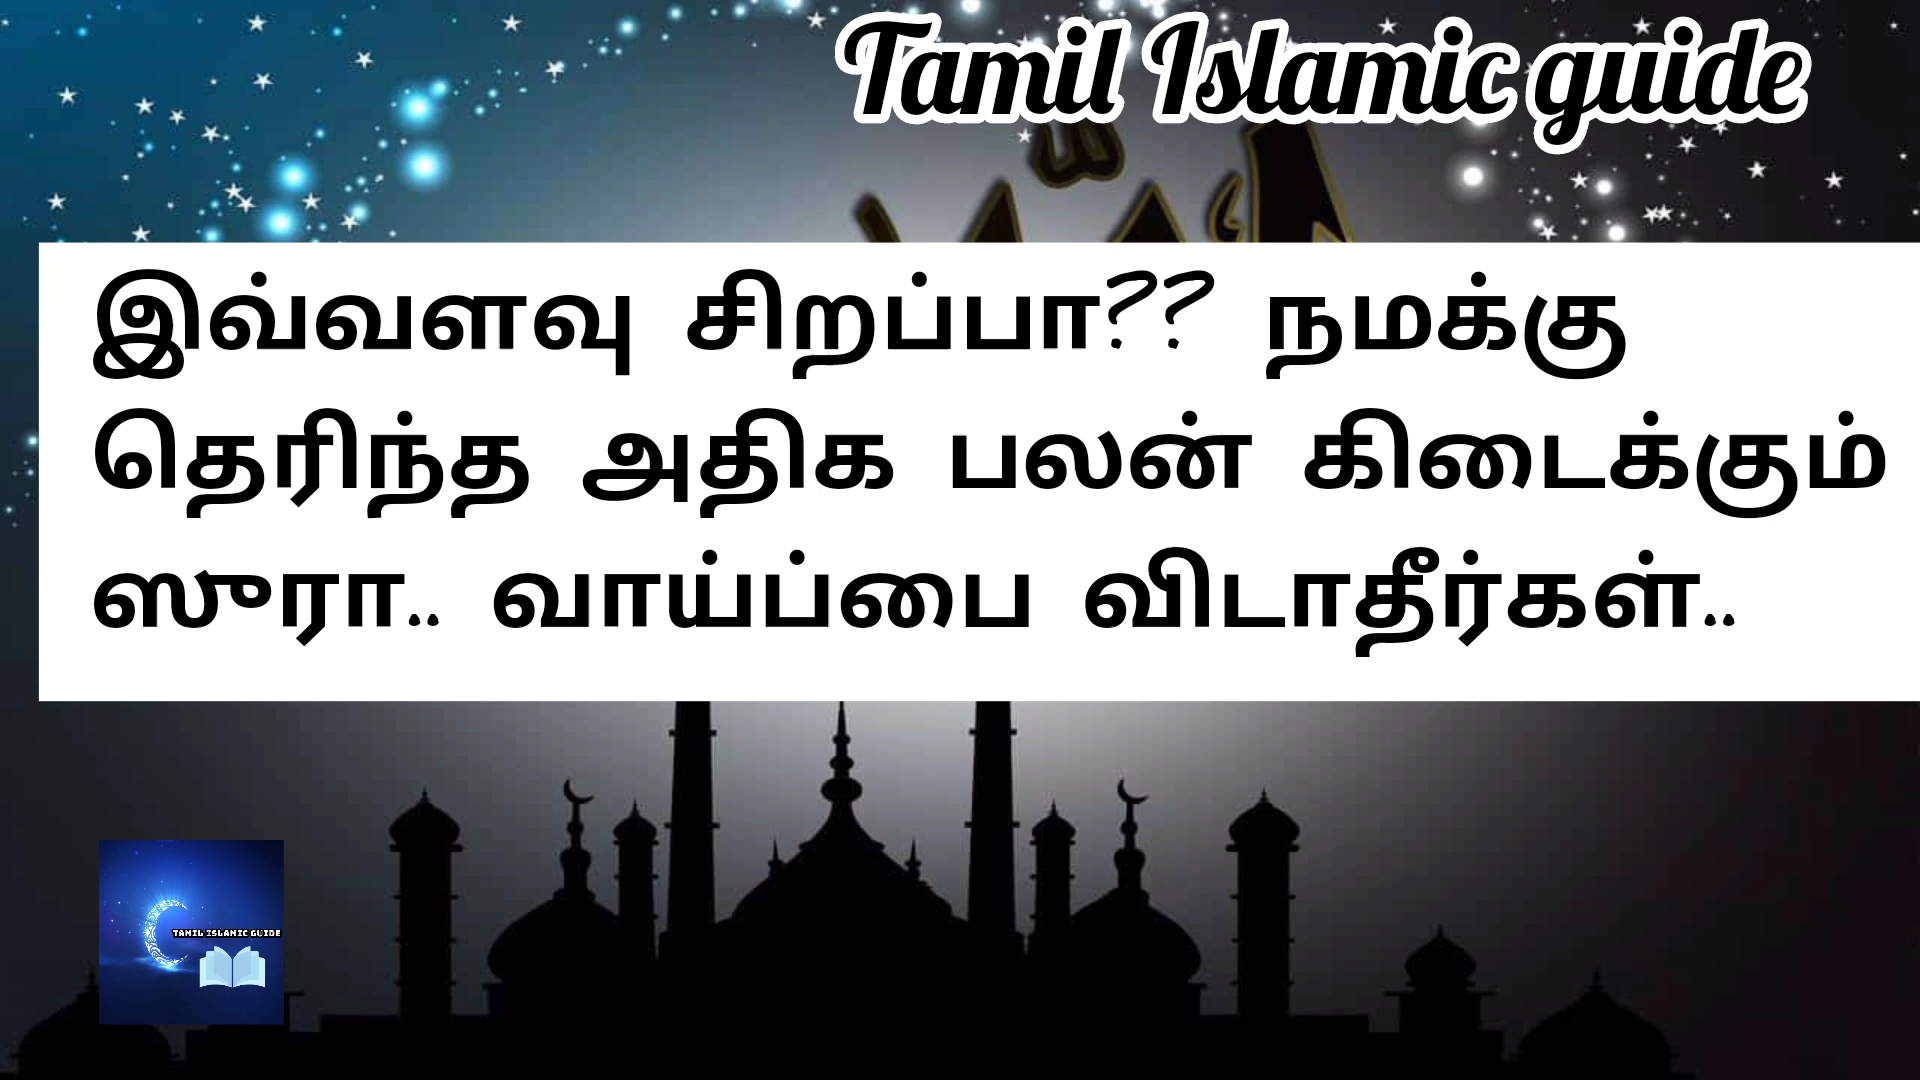 Tamil Islamic guide
இவ்வளவு சிறப்பா?? நமக்கு
தெரிந்த அதிக பலன் கிடைக்கும்
ஸுரா.. வாய்ப்பை விடாதீர்கள்..
TAMIL ISLAMIC GUIDE